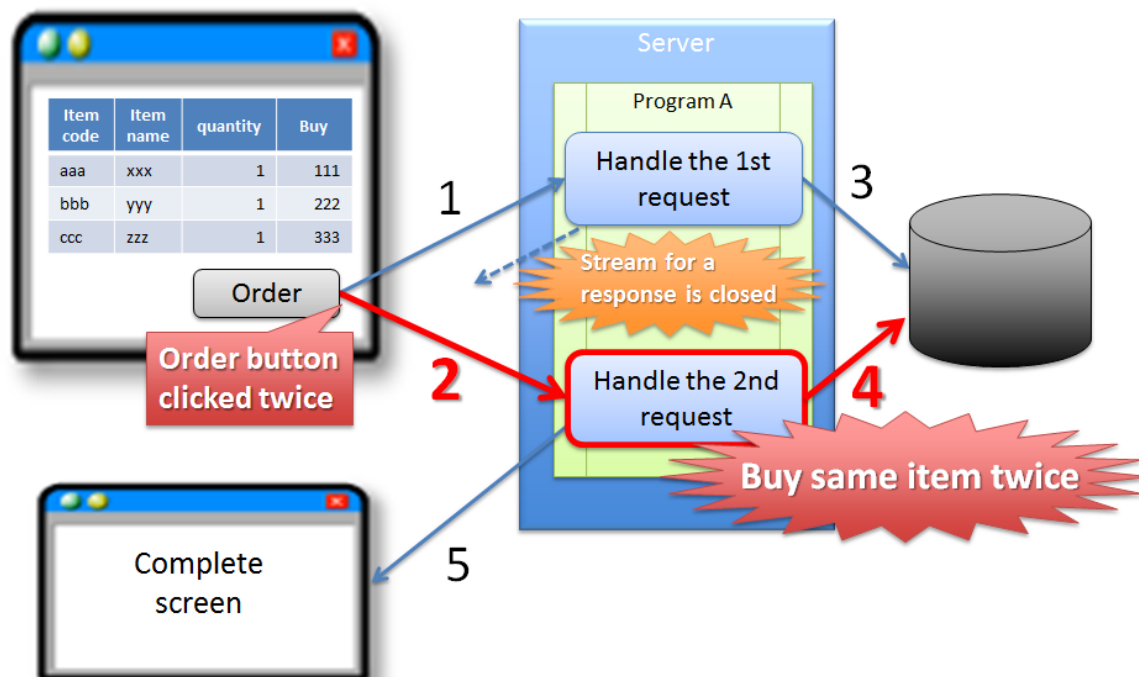 Server
Program A
Item code
Item name
quantity
Buy
aaa xxx 1 111
bbb yyy 1 222
ccc zzz 1 333
Order
Order button
clicked twice
1
Handle the 1st
request
3
Stream for a
response is closed
2
Handle the 2nd
request
4
Buy same item twice
5
Complete
screen